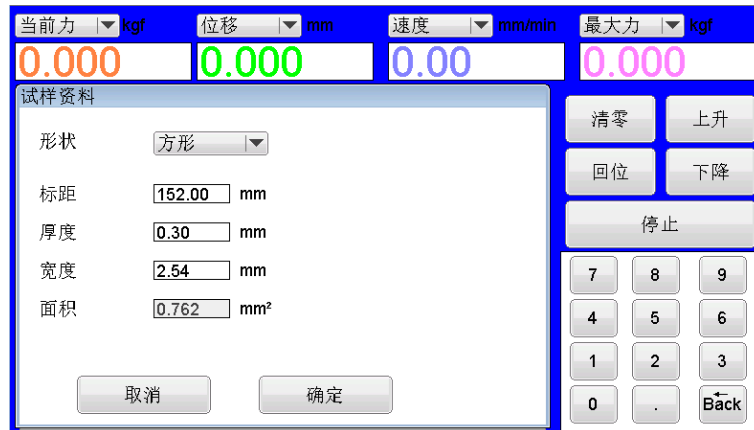 当前力 kgf 位移 mm 速度 mm/min 最大力 kgf
0.000 0.000 0.00 0.000
试样资料
形状 方形
标距 152.00 mm
厚度 0.30 mm
宽度 2.54 mm
面积 0.762 mm²
取消 确定
清零 上升
回位 下降
停止
7 8 9
4 5 6
1 2 3
0 . Back